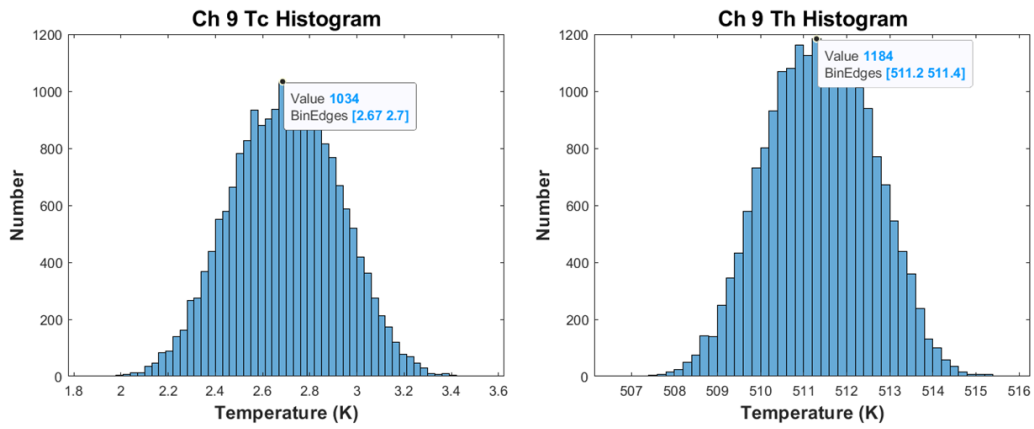 Ch 9 Tc Histogram
1200
1000
800
600
400
200
0
Number
Value 1034
BinEdges [2.67 2.7]
1.8 2 2.2 2.4 2.6 2.8 3 3.2 3.4 3.6
Temperature (K)
Ch 9 Th Histogram
1200
1000
800
600
400
200
0
Number
Value 1184
BinEdges [511.2 511.4]
507 508 509 510 511 512 513 514 515 516
Temperature (K)